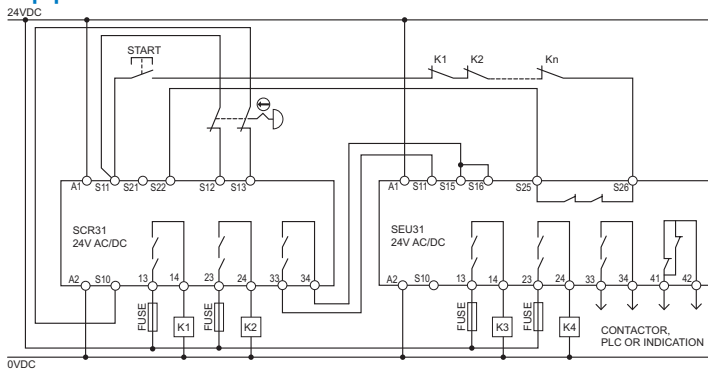 24VDC
START
K1 K2 Kn
A1 S11 S21 S22 S12 S13 A1 S11 S15 S16 S25 S26
SCR31
24V AC/DC
SEU31
24V AC/DC
A2 S10 13 14 23 24 33 34 A2 S10 13 14 23 24 33 34 41 42
FUSE K1 FUSE K2 FUSE K3 FUSE K4
CONTACTOR,
PLC OR INDICATION
0VDC